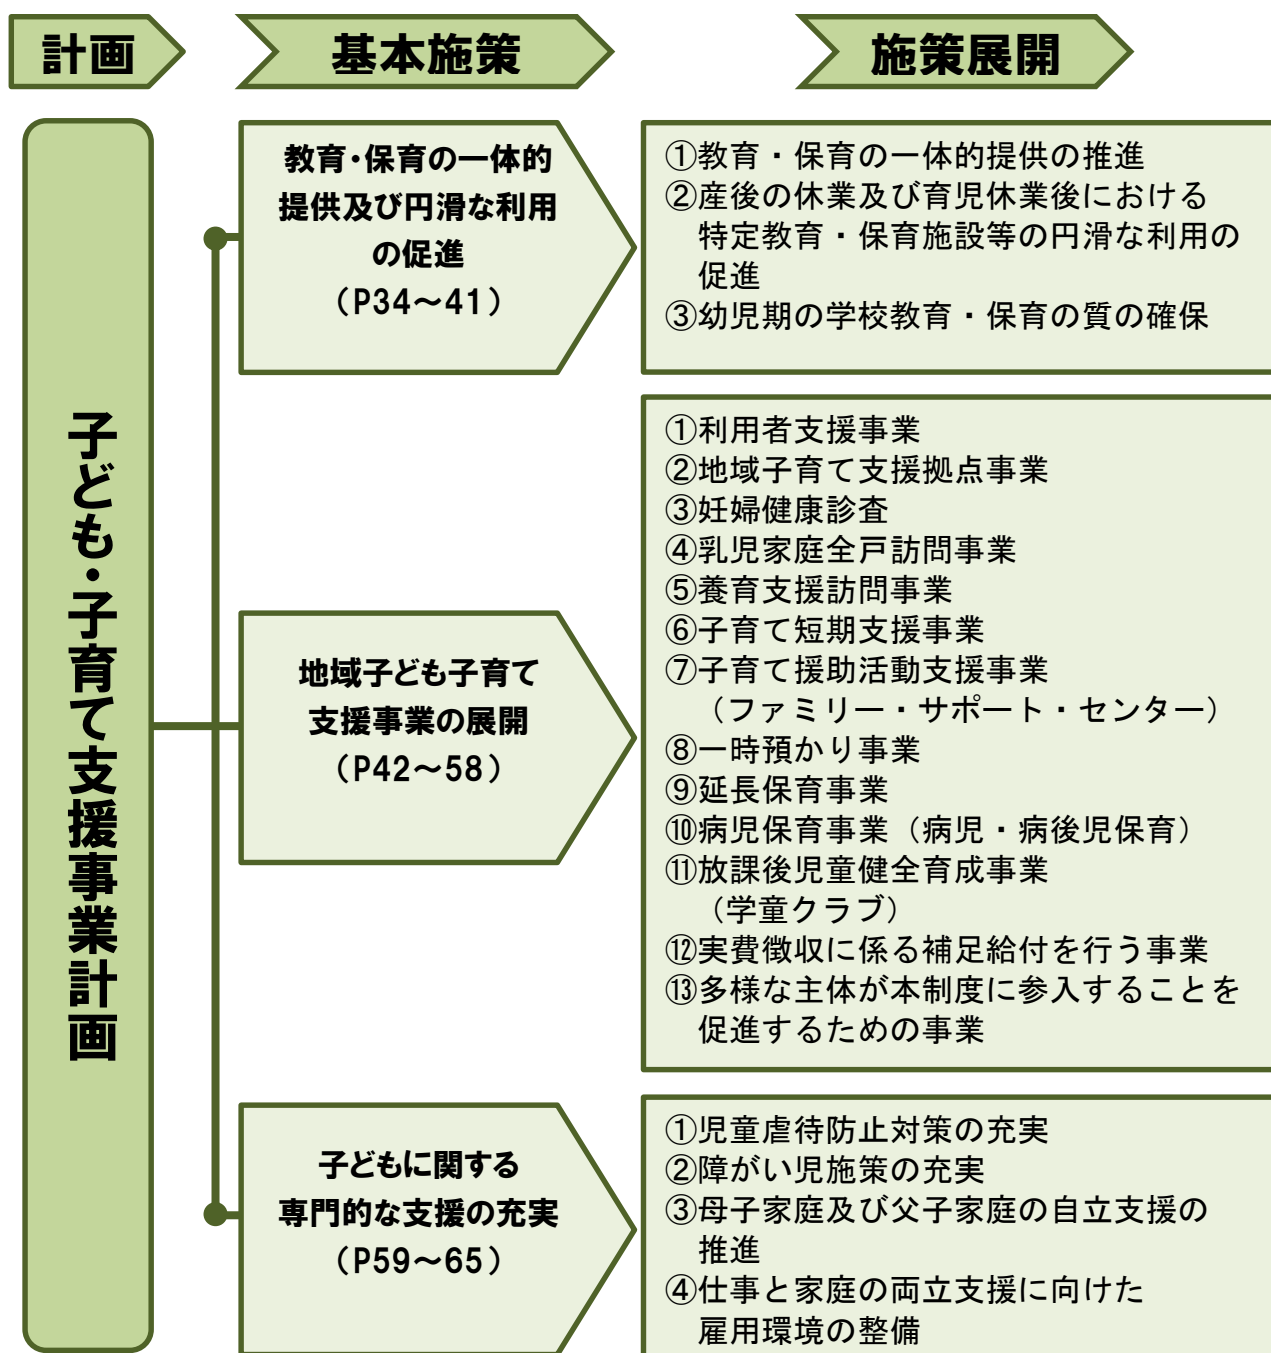 計画
基本施策
施策展開
子ども・子育て支援事業計画
教育・保育の一体的
提供及び円滑な利用
の促進
（P34～41）
①教育・保育の一体的提供の推進
②産後の休業及び育児休業後における
特定教育・保育施設等の円滑な利用の
促進
③幼児期の学校教育・保育の質の確保
地域子ども子育て
支援事業の展開
（P42～58）
①利用者支援事業
②地域子育て支援拠点事業
③妊婦健康診査
④乳児家庭全戸訪問事業
⑤養育支援訪問事業
⑥子育て短期支援事業
⑦子育て援助活動支援事業
（ファミリー・サポート・センター）
⑧一時預かり事業
⑨延長保育事業
⑩病児保育事業（病児・病後児保育）
⑪放課後児童健全育成事業
（学童クラブ）
⑫実費徴収に係る補足給付を行う事業
⑬多様な主体が本制度に参入することを
促進するための事業
子どもに関する
専門的な支援の充実
（P59～65）
①児童虐待防止対策の充実
②障がい児施策の充実
③母子家庭及び父子家庭の自立支援の
推進
④仕事と家庭の両立支援に向けた
雇用環境の整備